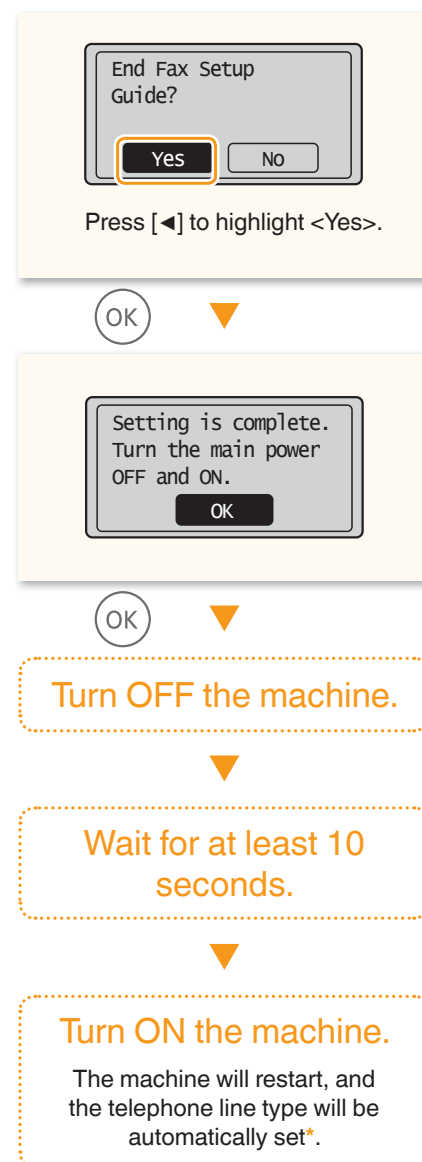 End Fax Setup
Guide?
Yes No
Press [◄] to highlight <Yes>.
OK
Setting is complete.
Turn the main power
OFF and ON.
OK
OK
Turn OFF the machine.
Wait for at least 10
seconds.
Turn ON the machine.
The machine will restart, and
the telephone line type will be
automatically set*.